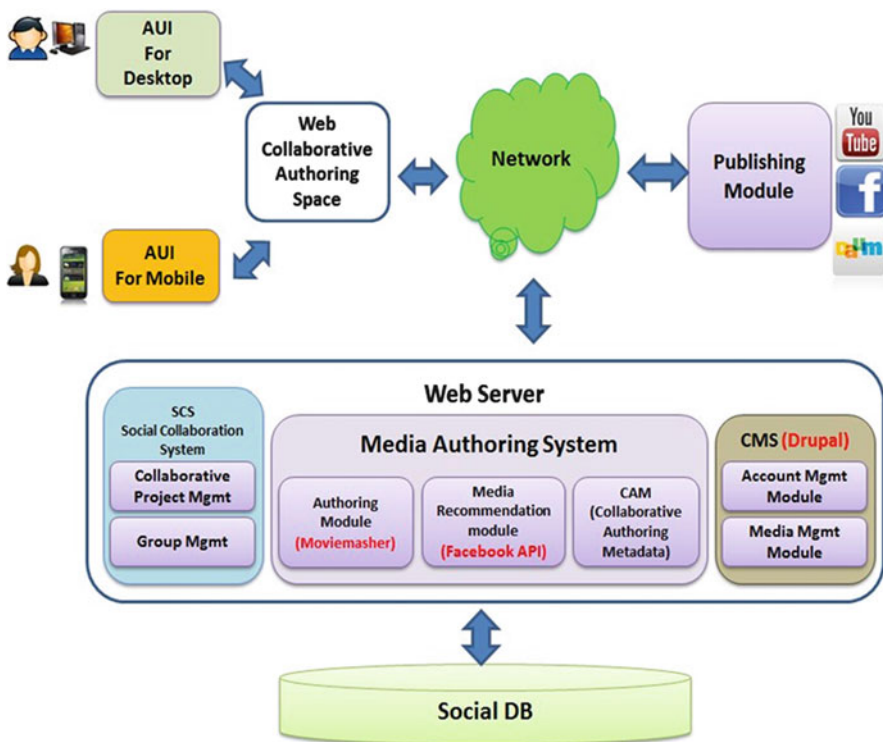 AUI
For
Desktop
Web
Collaborative
Authoring
Space
Network
Publishing
Module
You
Tube
f
AUI
For Mobile
Web Server
SCS
Social Collaboration
System
Collaborative
Project Mgmt
Group Mgmt
Media Authoring System
Authoring
Module
(Moviemasher)
Media
Recommendation
module
(Facebook API)
CAM
(Collaborative
Authoring
Metadata)
CMS (Drupal)
Account Mgmt
Module
Media Mgmt
Module
Social DB